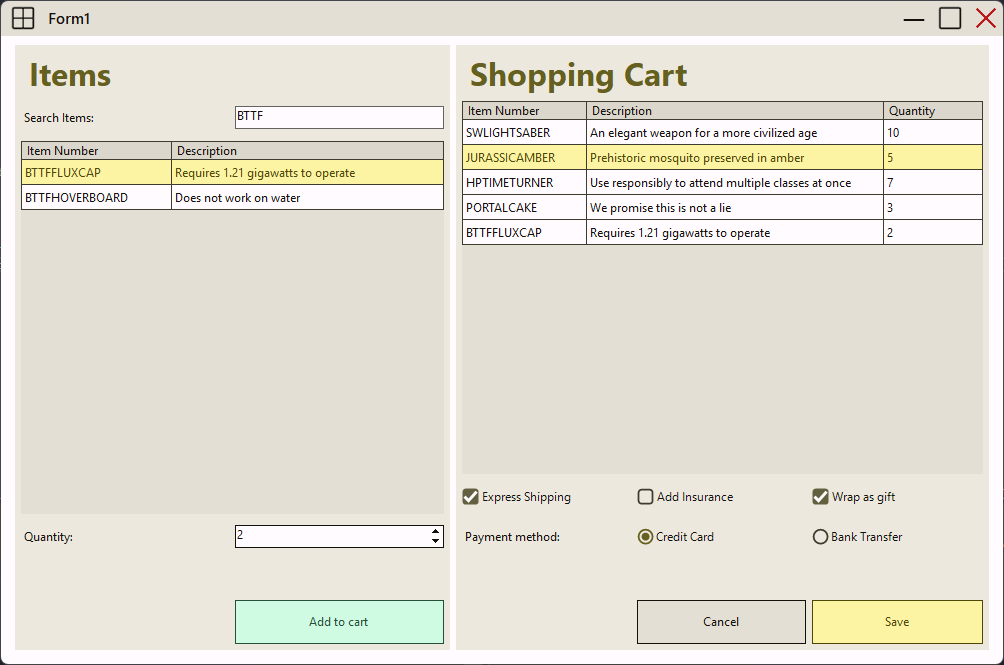 Form1
Items
Search Items: BTTF
Item Number Description
BTTFFLUXCAP Requires 1.21 gigawatts to operate
BTTFHOVERBOARD Does not work on water
Quantity: 2
Add to cart
Shopping Cart
Item Number Description Quantity
SWLIGHTSABER An elegant weapon for a more civilized age 10
JURASSICAMBER Prehistoric mosquito preserved in amber 5
HPTIMETURNER Use responsibly to attend multiple classes at once 7
PORTALCAKE We promise this is not a lie 3
BTTFFLUXCAP Requires 1.21 gigawatts to operate 2
Express Shipping Add Insurance Wrap as gift
Payment method: Credit Card Bank Transfer
Cancel Save